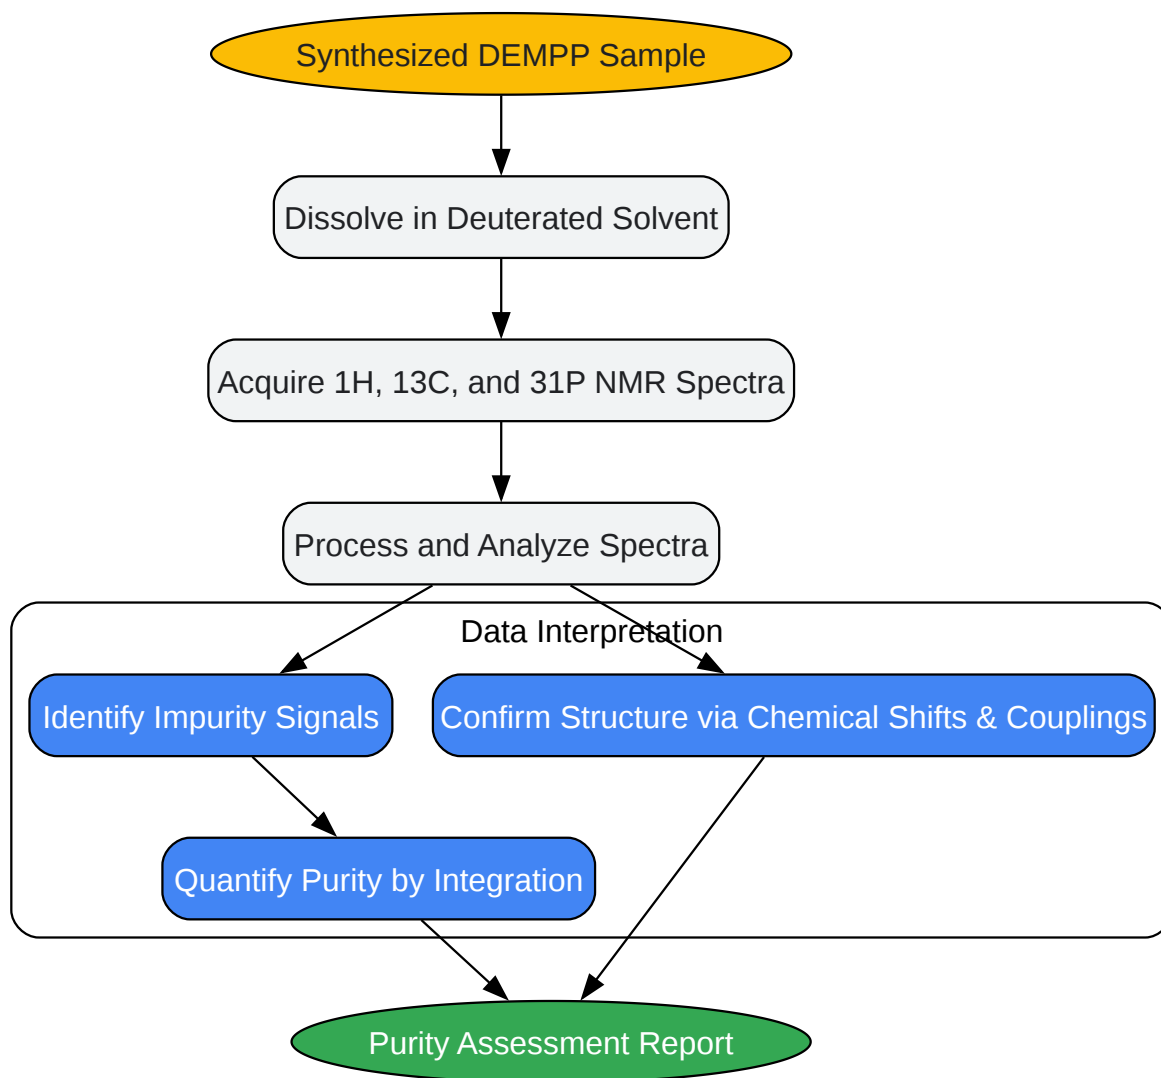 Synthesized DEMPP Sample
Dissolve in Deuterated Solvent
Acquire 1H, 13C, and 31P NMR Spectra
Process and Analyze Spectra
Data Interpretation
Identify Impurity Signals
Confirm Structure via Chemical Shifts & Couplings
Quantify Purity by Integration
Purity Assessment Report